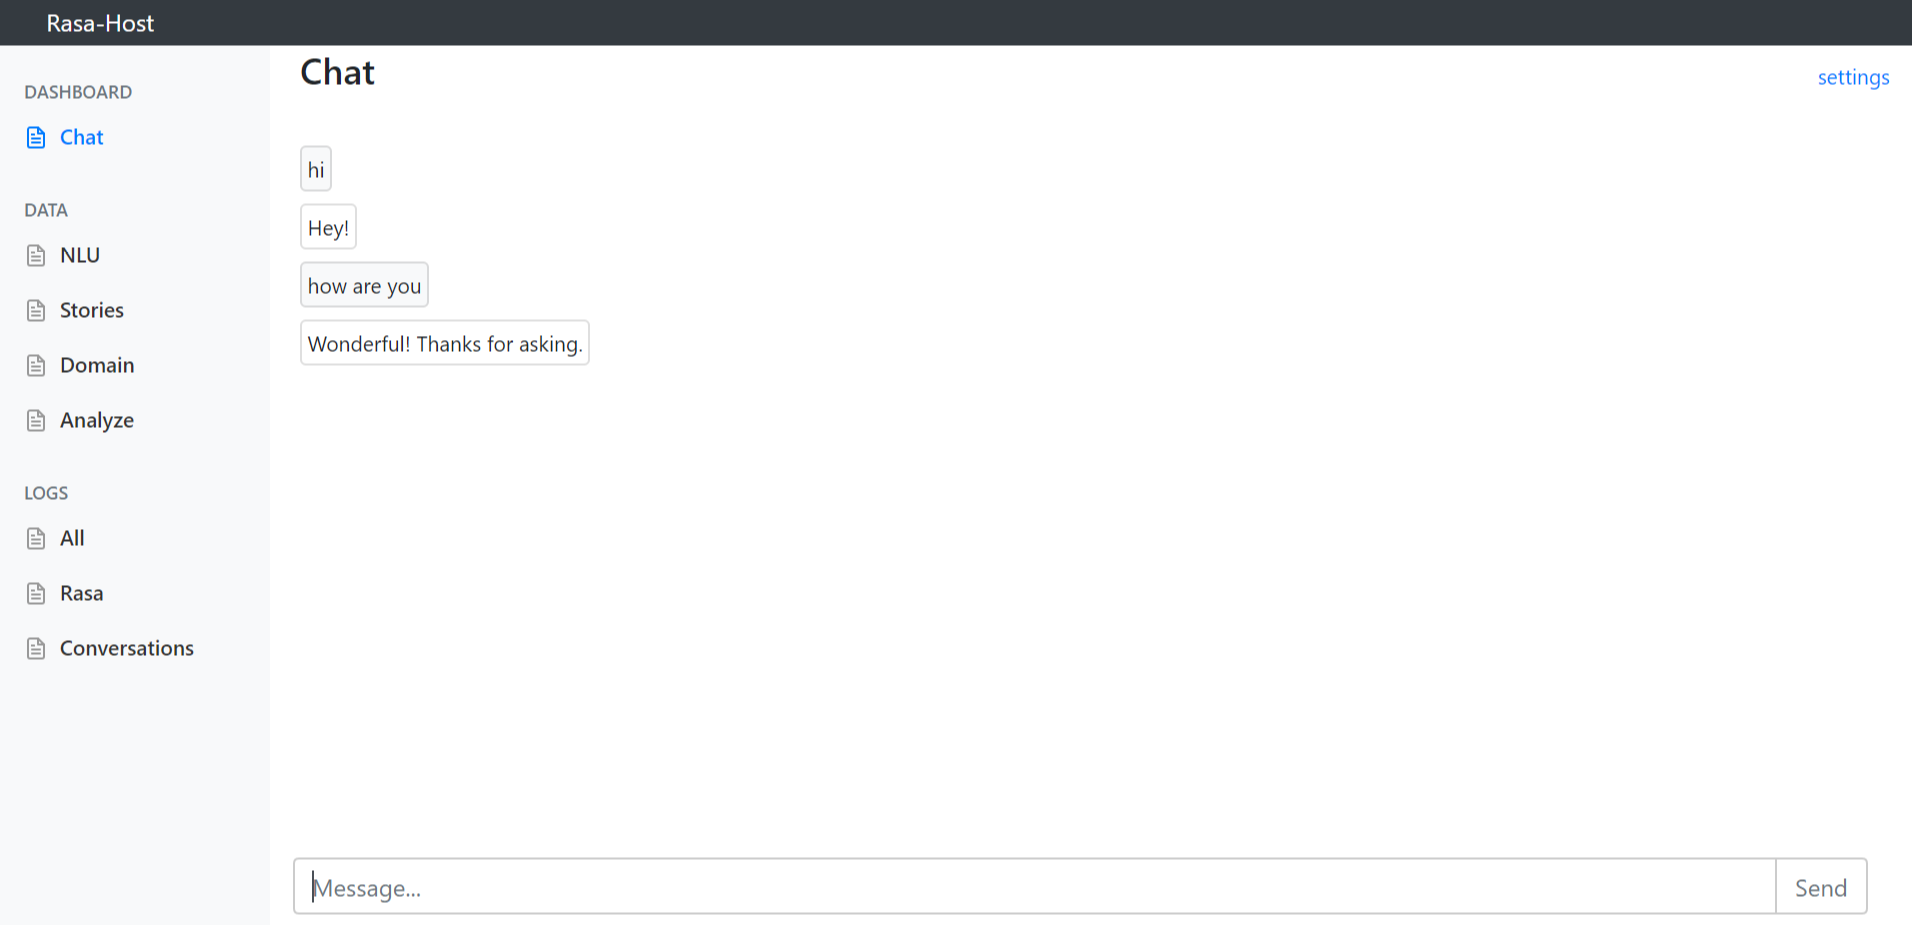 Rasa-Host
DASHBOARD
Chat
DATA
NLU
Stories
Domain
Analyze
LOGS
All
Rasa
Conversations
Chat
settings
hi
Hey!
how are you
Wonderful! Thanks for asking.
Message...
Send